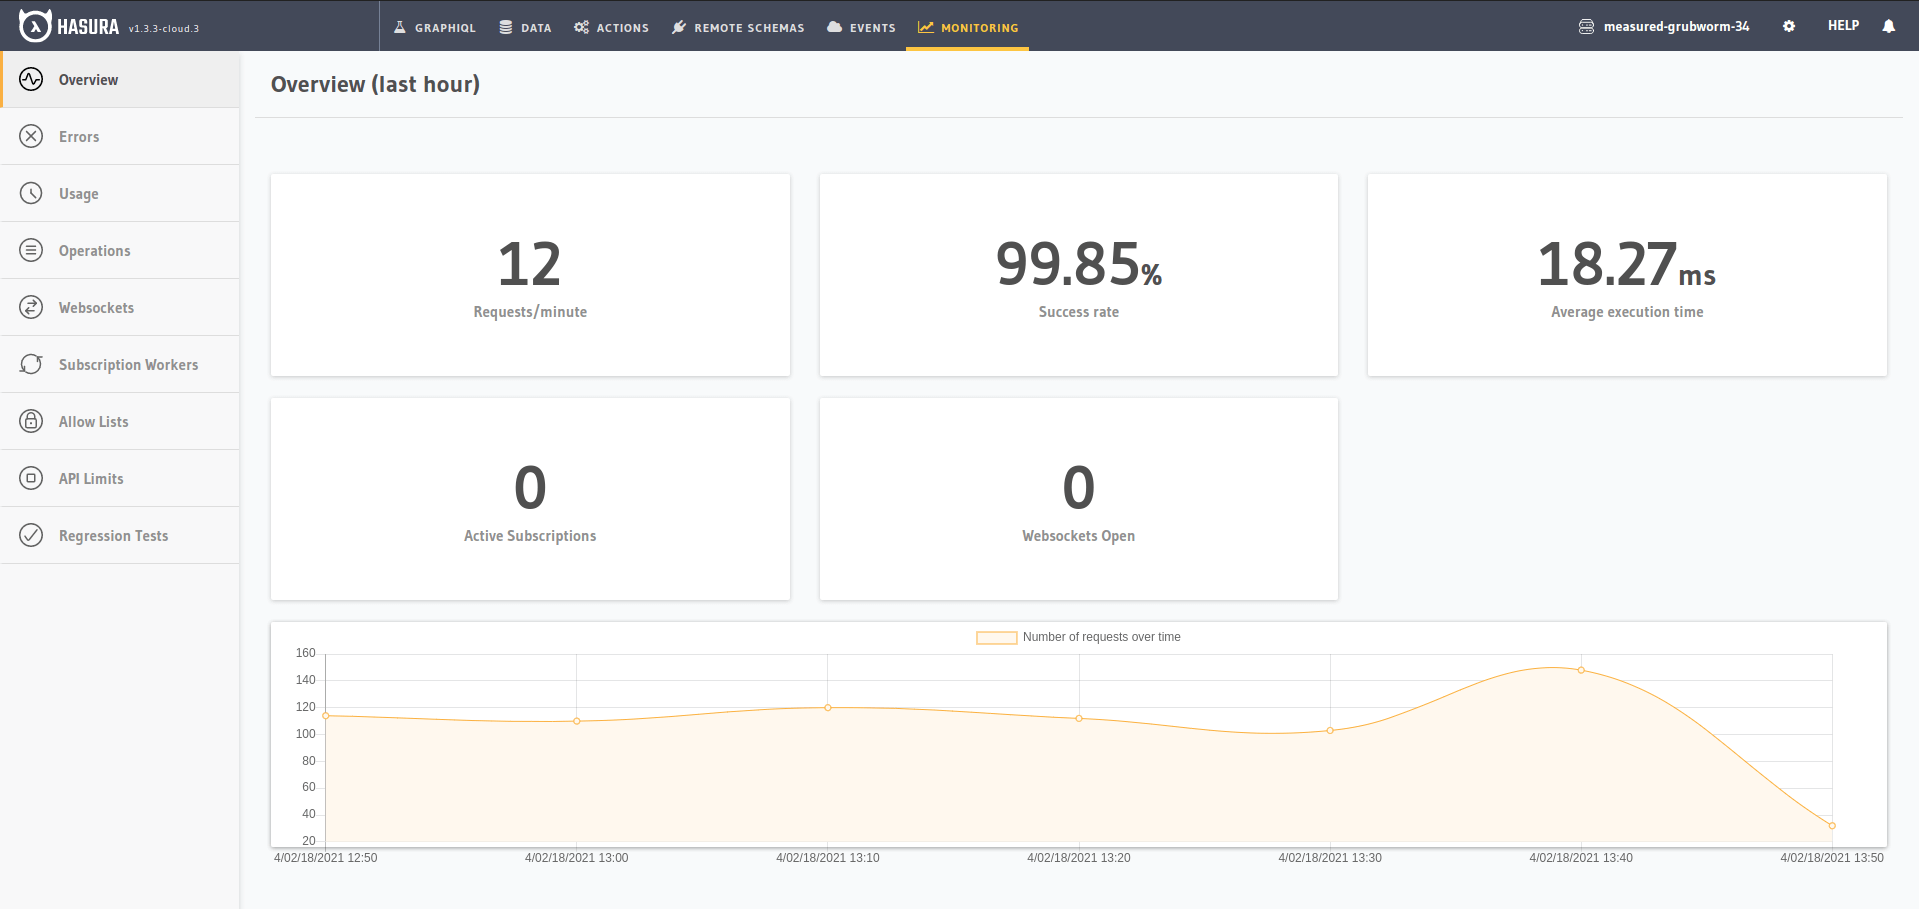 HASURA v1.3.3-cloud.3
GRAPHIQL DATA ACTIONS REMOTE SCHEMAS EVENTS MONITORING
measured-grubworm-34 HELP
Overview
Errors
Usage
Operations
Websockets
Subscription Workers
Allow Lists
API Limits
Regression Tests
Overview (last hour)
12
Requests/minute
99.85%
Success rate
18.27ms
Average execution time
0
Active Subscriptions
0
Websockets Open
Number of requests over time
160
140
120
100
80
60
40
20
4/02/18/2021 12:50 4/02/18/2021 13:00 4/02/18/2021 13:10 4/02/18/2021 13:20 4/02/18/2021 13:30 4/02/18/2021 13:40 4/02/18/2021 13:50